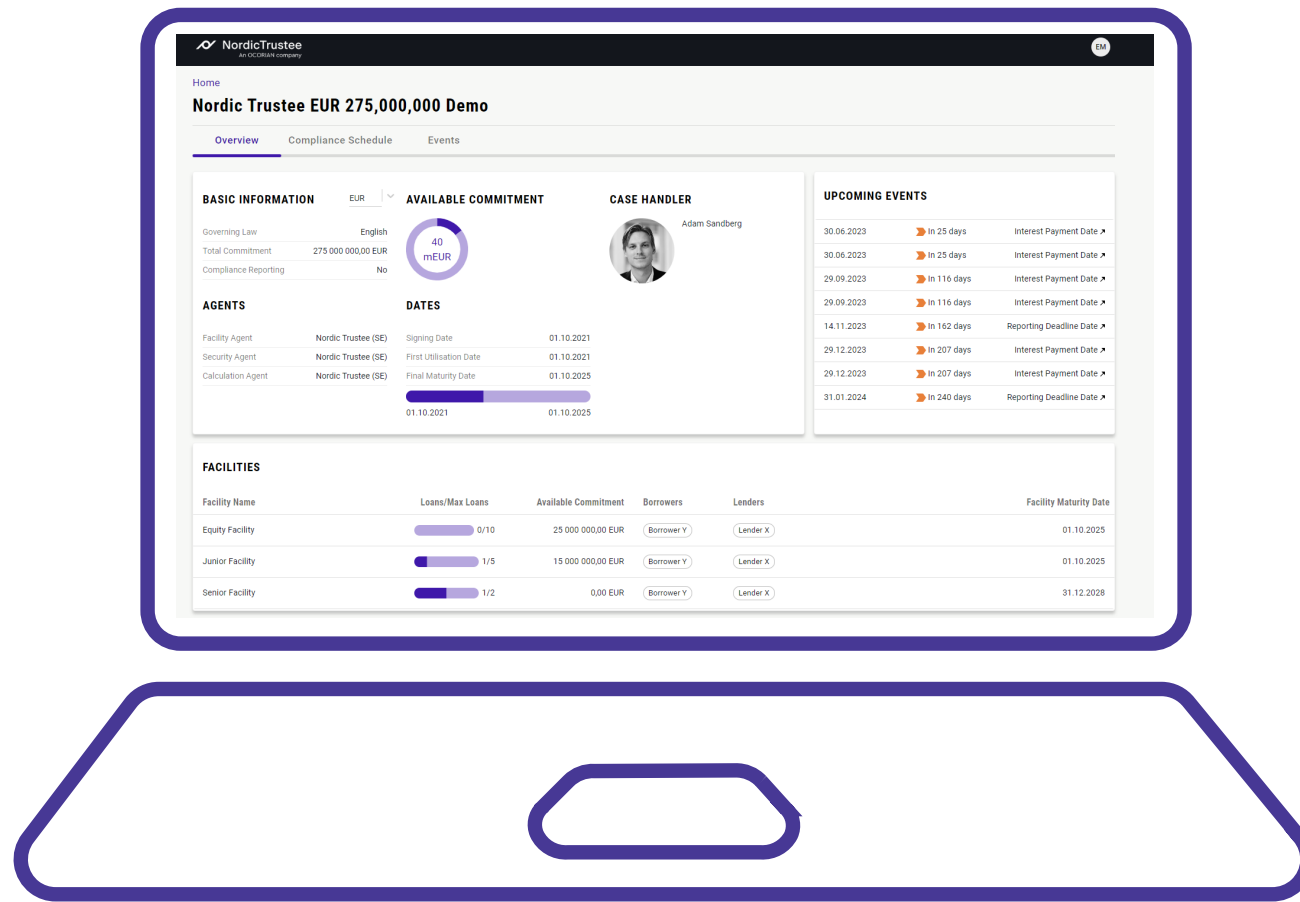 NordicTrustee
An OCORIAN company
EM
Home
Nordic Trustee EUR 275,000,000 Demo
Overview Compliance Schedule Events
BASIC INFORMATION EUR
Governing Law English
Total Commitment 275 000 000,00 EUR
Compliance Reporting No
AVAILABLE COMMITMENT
40
mEUR
CASE HANDLER
Adam Sandberg
AGENTS
Facility Agent Nordic Trustee (SE)
Security Agent Nordic Trustee (SE)
Calculation Agent Nordic Trustee (SE)
DATES
Signing Date 01.10.2021
First Utilisation Date 01.10.2021
Final Maturity Date 01.10.2025
01.10.2021 01.10.2025
UPCOMING EVENTS
30.06.2023 In 25 days Interest Payment Date
30.06.2023 In 25 days Interest Payment Date
29.09.2023 In 116 days Interest Payment Date
29.09.2023 In 116 days Interest Payment Date
14.11.2023 In 162 days Reporting Deadline Date
29.12.2023 In 207 days Interest Payment Date
29.12.2023 In 207 days Interest Payment Date
31.01.2024 In 240 days Reporting Deadline Date
FACILITIES
Facility Name Loans/Max Loans Available Commitment Borrowers Lenders Facility Maturity Date
Equity Facility 0/10 25 000 000,00 EUR Borrower Y Lender X 01.10.2025
Junior Facility 1/5 15 000 000,00 EUR Borrower Y Lender X 01.10.2025
Senior Facility 1/2 0,00 EUR Borrower Y Lender X 31.12.2028